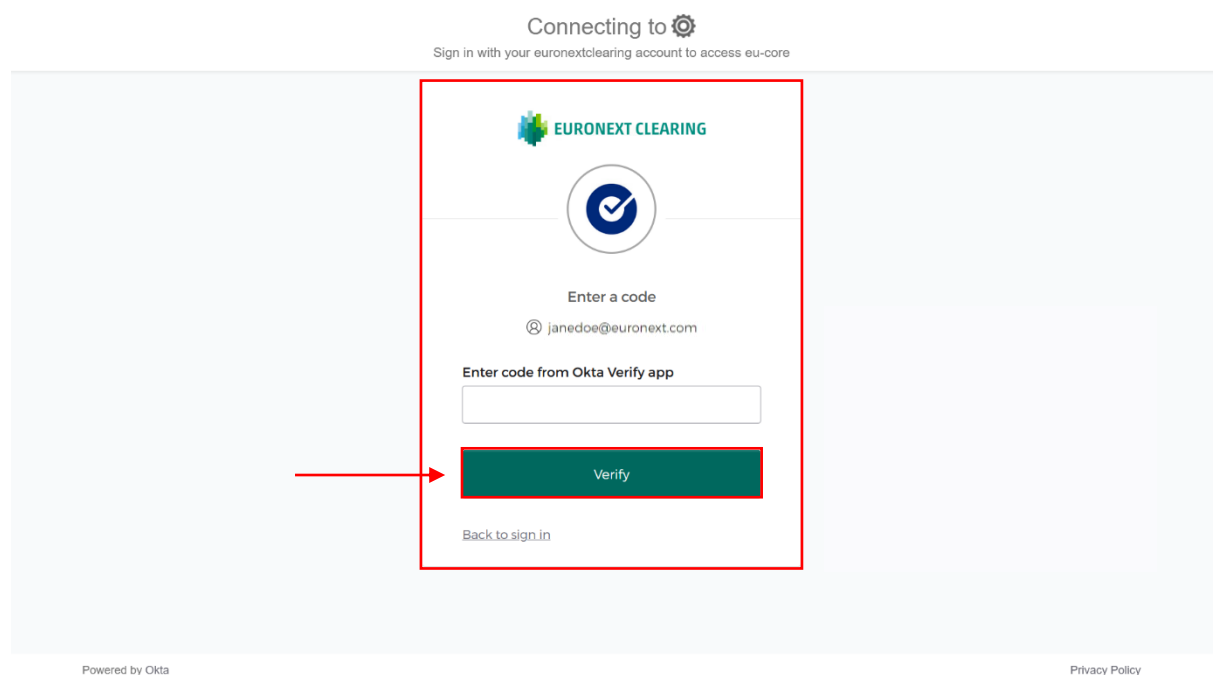 Connecting to
Sign in with your euronextclearing account to access eu-core
EURONEXT CLEARING
Enter a code
janedoe@euronext.com
Enter code from Okta Verify app
Verify
Back to sign in
Powered by Okta
Privacy Policy